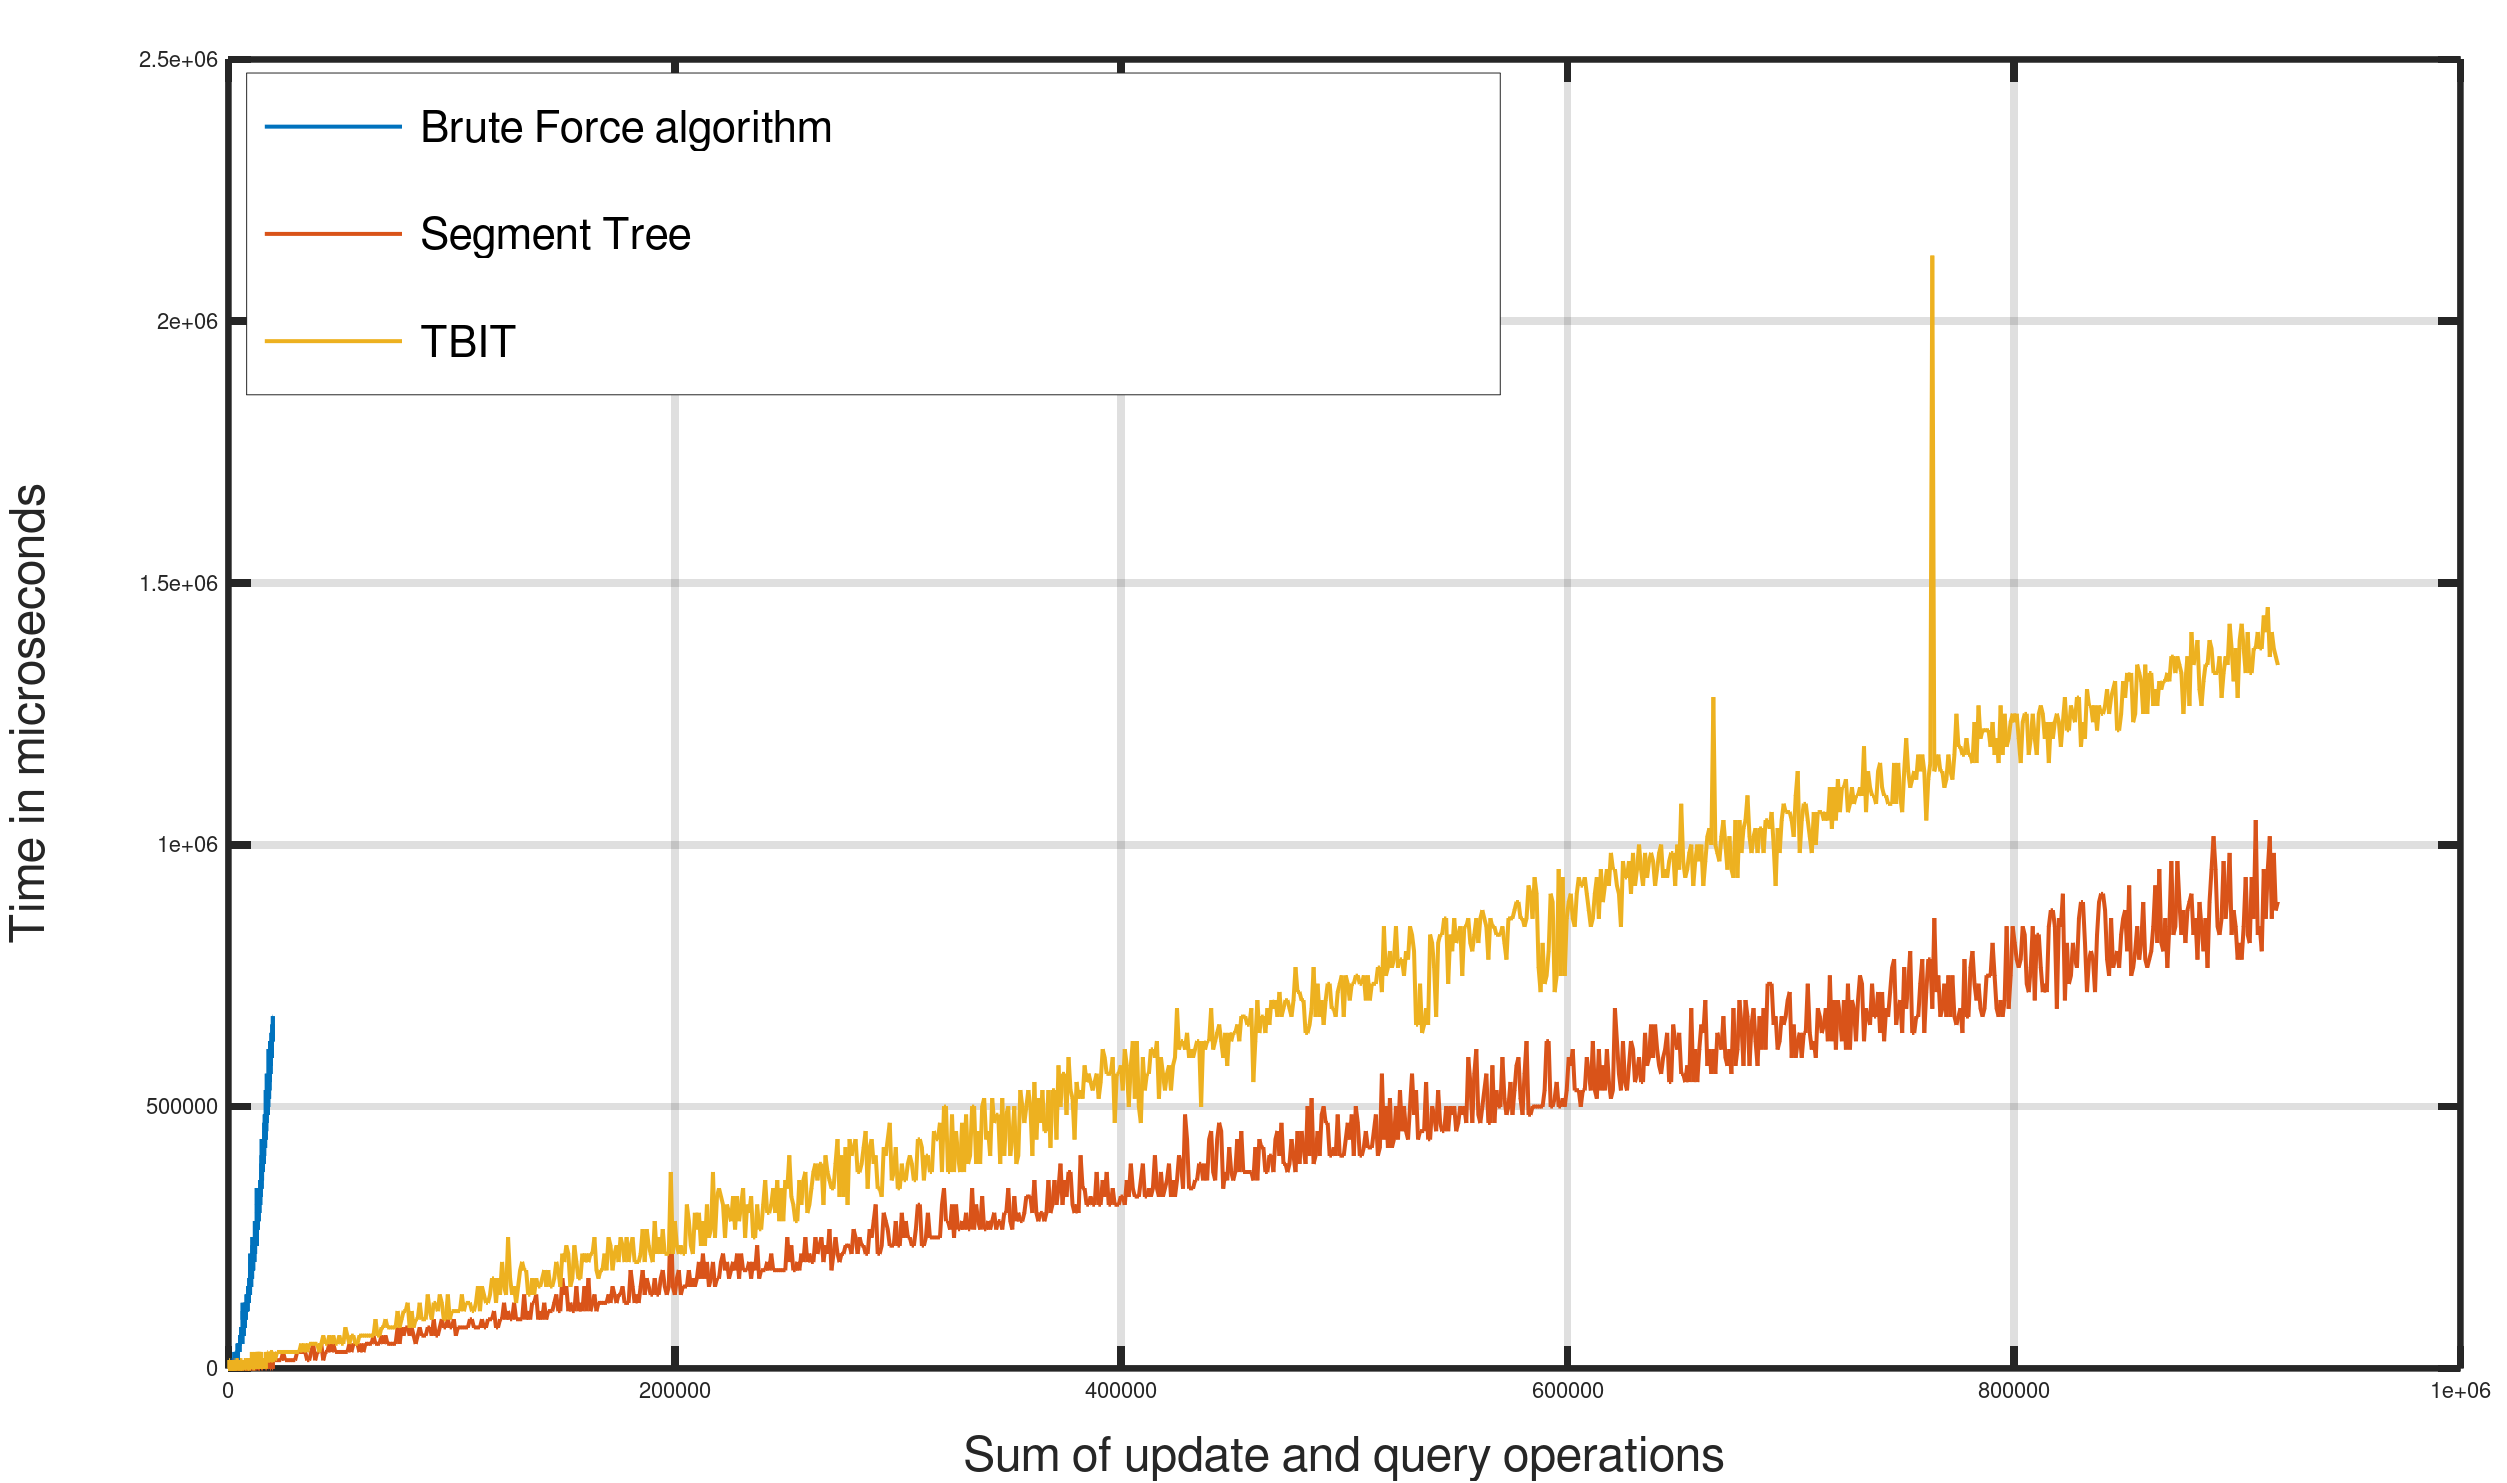 2.5e+06
Brute Force algorithm
Segment Tree
2e+06
TBIT
Time in microseconds
1.5e+06
1e+06
500000
0
0 200000 400000 600000 800000 1e+06
Sum of update and query operations